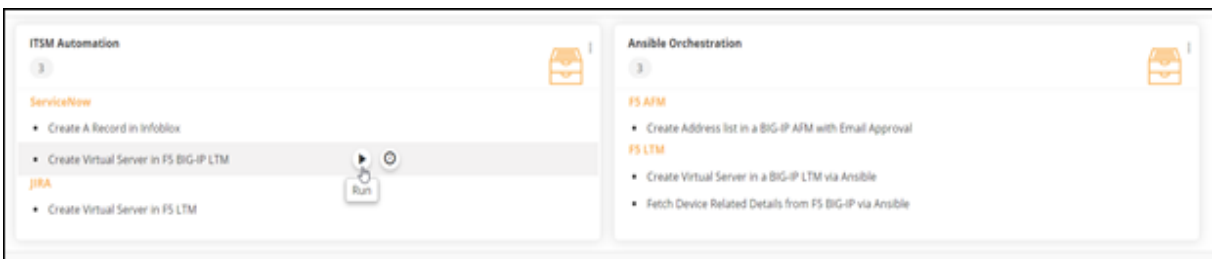 ITSM Automation
3
ServiceNow
• Create A Record in Infoblox
• Create Virtual Server in F5 BIG-IP LTM
Run
JIRA
• Create Virtual Server in F5 LTM
Ansible Orchestration
3
F5 AFM
• Create Address list in a BIG-IP AFM with Email Approval
F5 LTM
• Create Virtual Server in a BIG-IP LTM via Ansible
• Fetch Device Related Details from F5 BIG-IP via Ansible